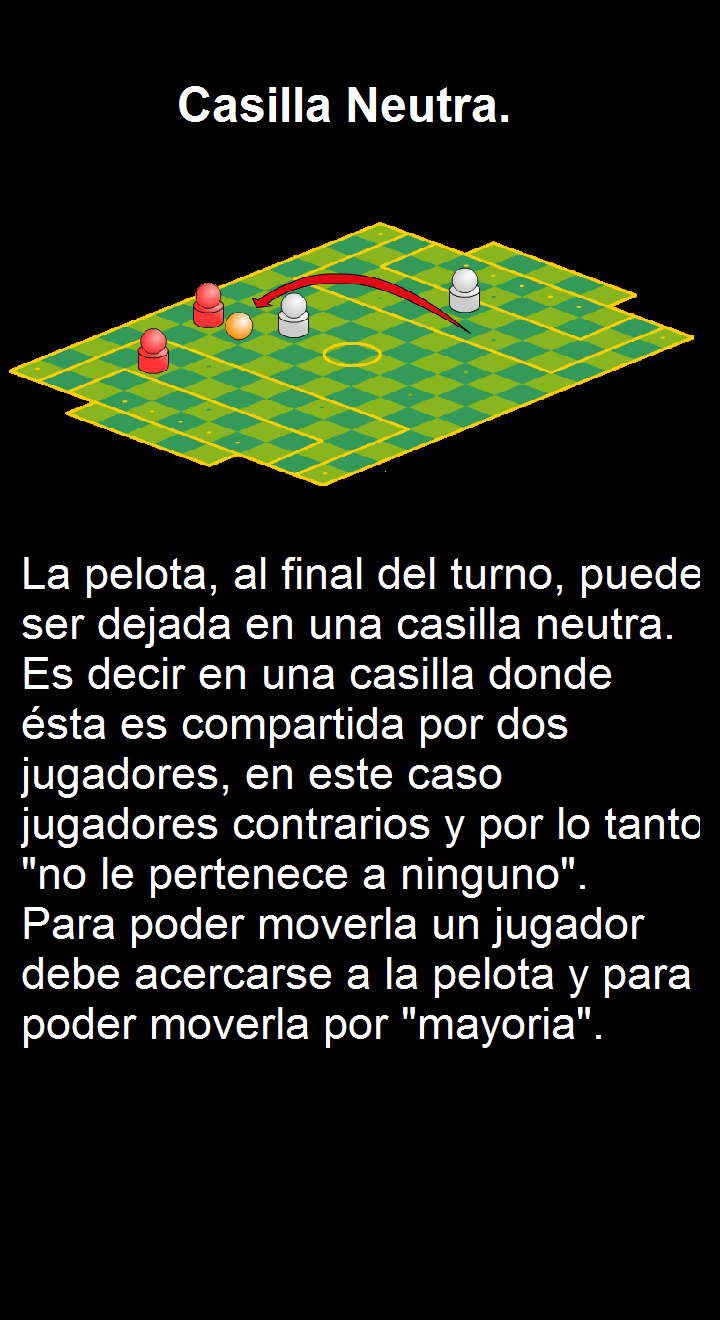 Casilla Neutra.
La pelota, al final del turno, puede
ser dejada en una casilla neutra.
Es decir en una casilla donde
ésta es compartida por dos
jugadores, en este caso
jugadores contrarios y por lo tanto
"no le pertenece a ninguno".
Para poder moverla un jugador
debe acercarse a la pelota y para
poder moverla por "mayoria".